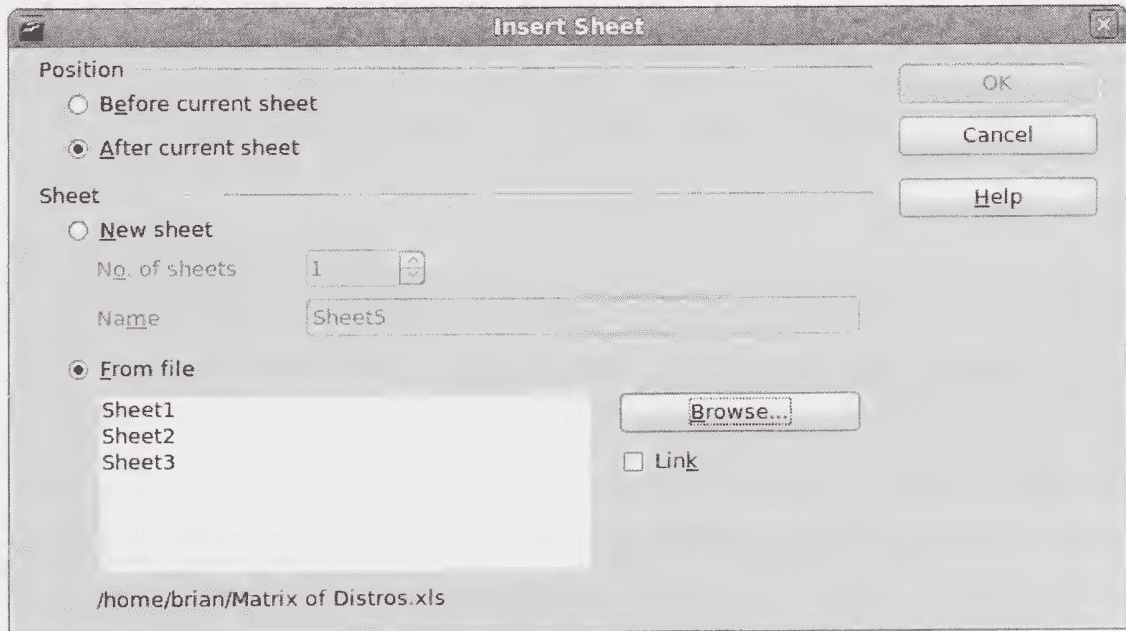 Insert Sheet
Position
Before current sheet
After current sheet
OK
Cancel
Help
Sheet
New sheet
No. of sheets 1
Name Sheet5
From file
Sheet1
Sheet2
Sheet3
Browse...
Link
/home/brian/Matrix of Distros.xls